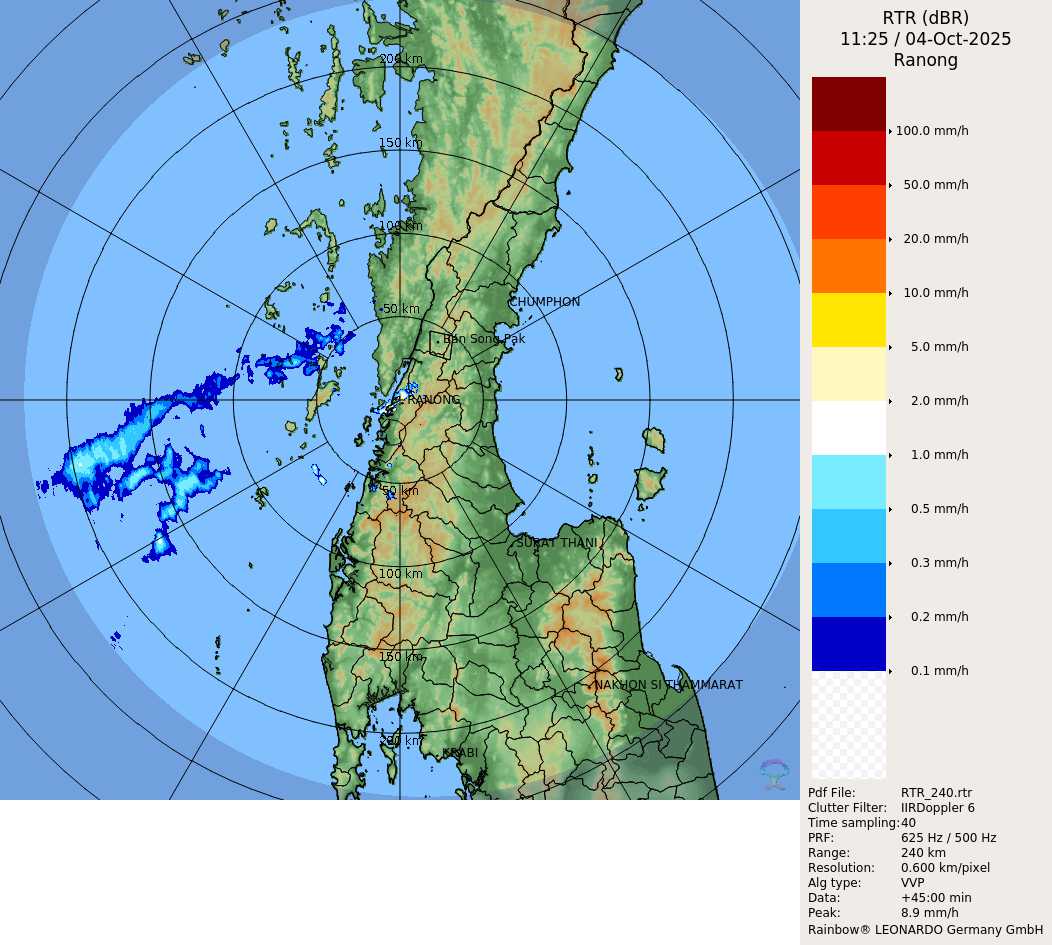 RTR (dBR)
11:25 / 04-Oct-2025
Ranong
200 km
150 km
100 km
50 km
CHUMPHON
Ban Song Pak
RANONG
50 km
SURAT THANI
100 km
150 km
NAKHON SI THAMMARAT
200 km
KRABI
100.0 mm/h
50.0 mm/h
20.0 mm/h
10.0 mm/h
5.0 mm/h
2.0 mm/h
1.0 mm/h
0.5 mm/h
0.3 mm/h
0.2 mm/h
0.1 mm/h
Pdf File: RTR_240.rtr
Clutter Filter: IIRDoppler 6
Time sampling:40
PRF: 625 Hz / 500 Hz
Range: 240 km
Resolution: 0.600 km/pixel
Alg type: VVP
Data: +45:00 min
Peak: 8.9 mm/h
Rainbow® LEONARDO Germany GmbH